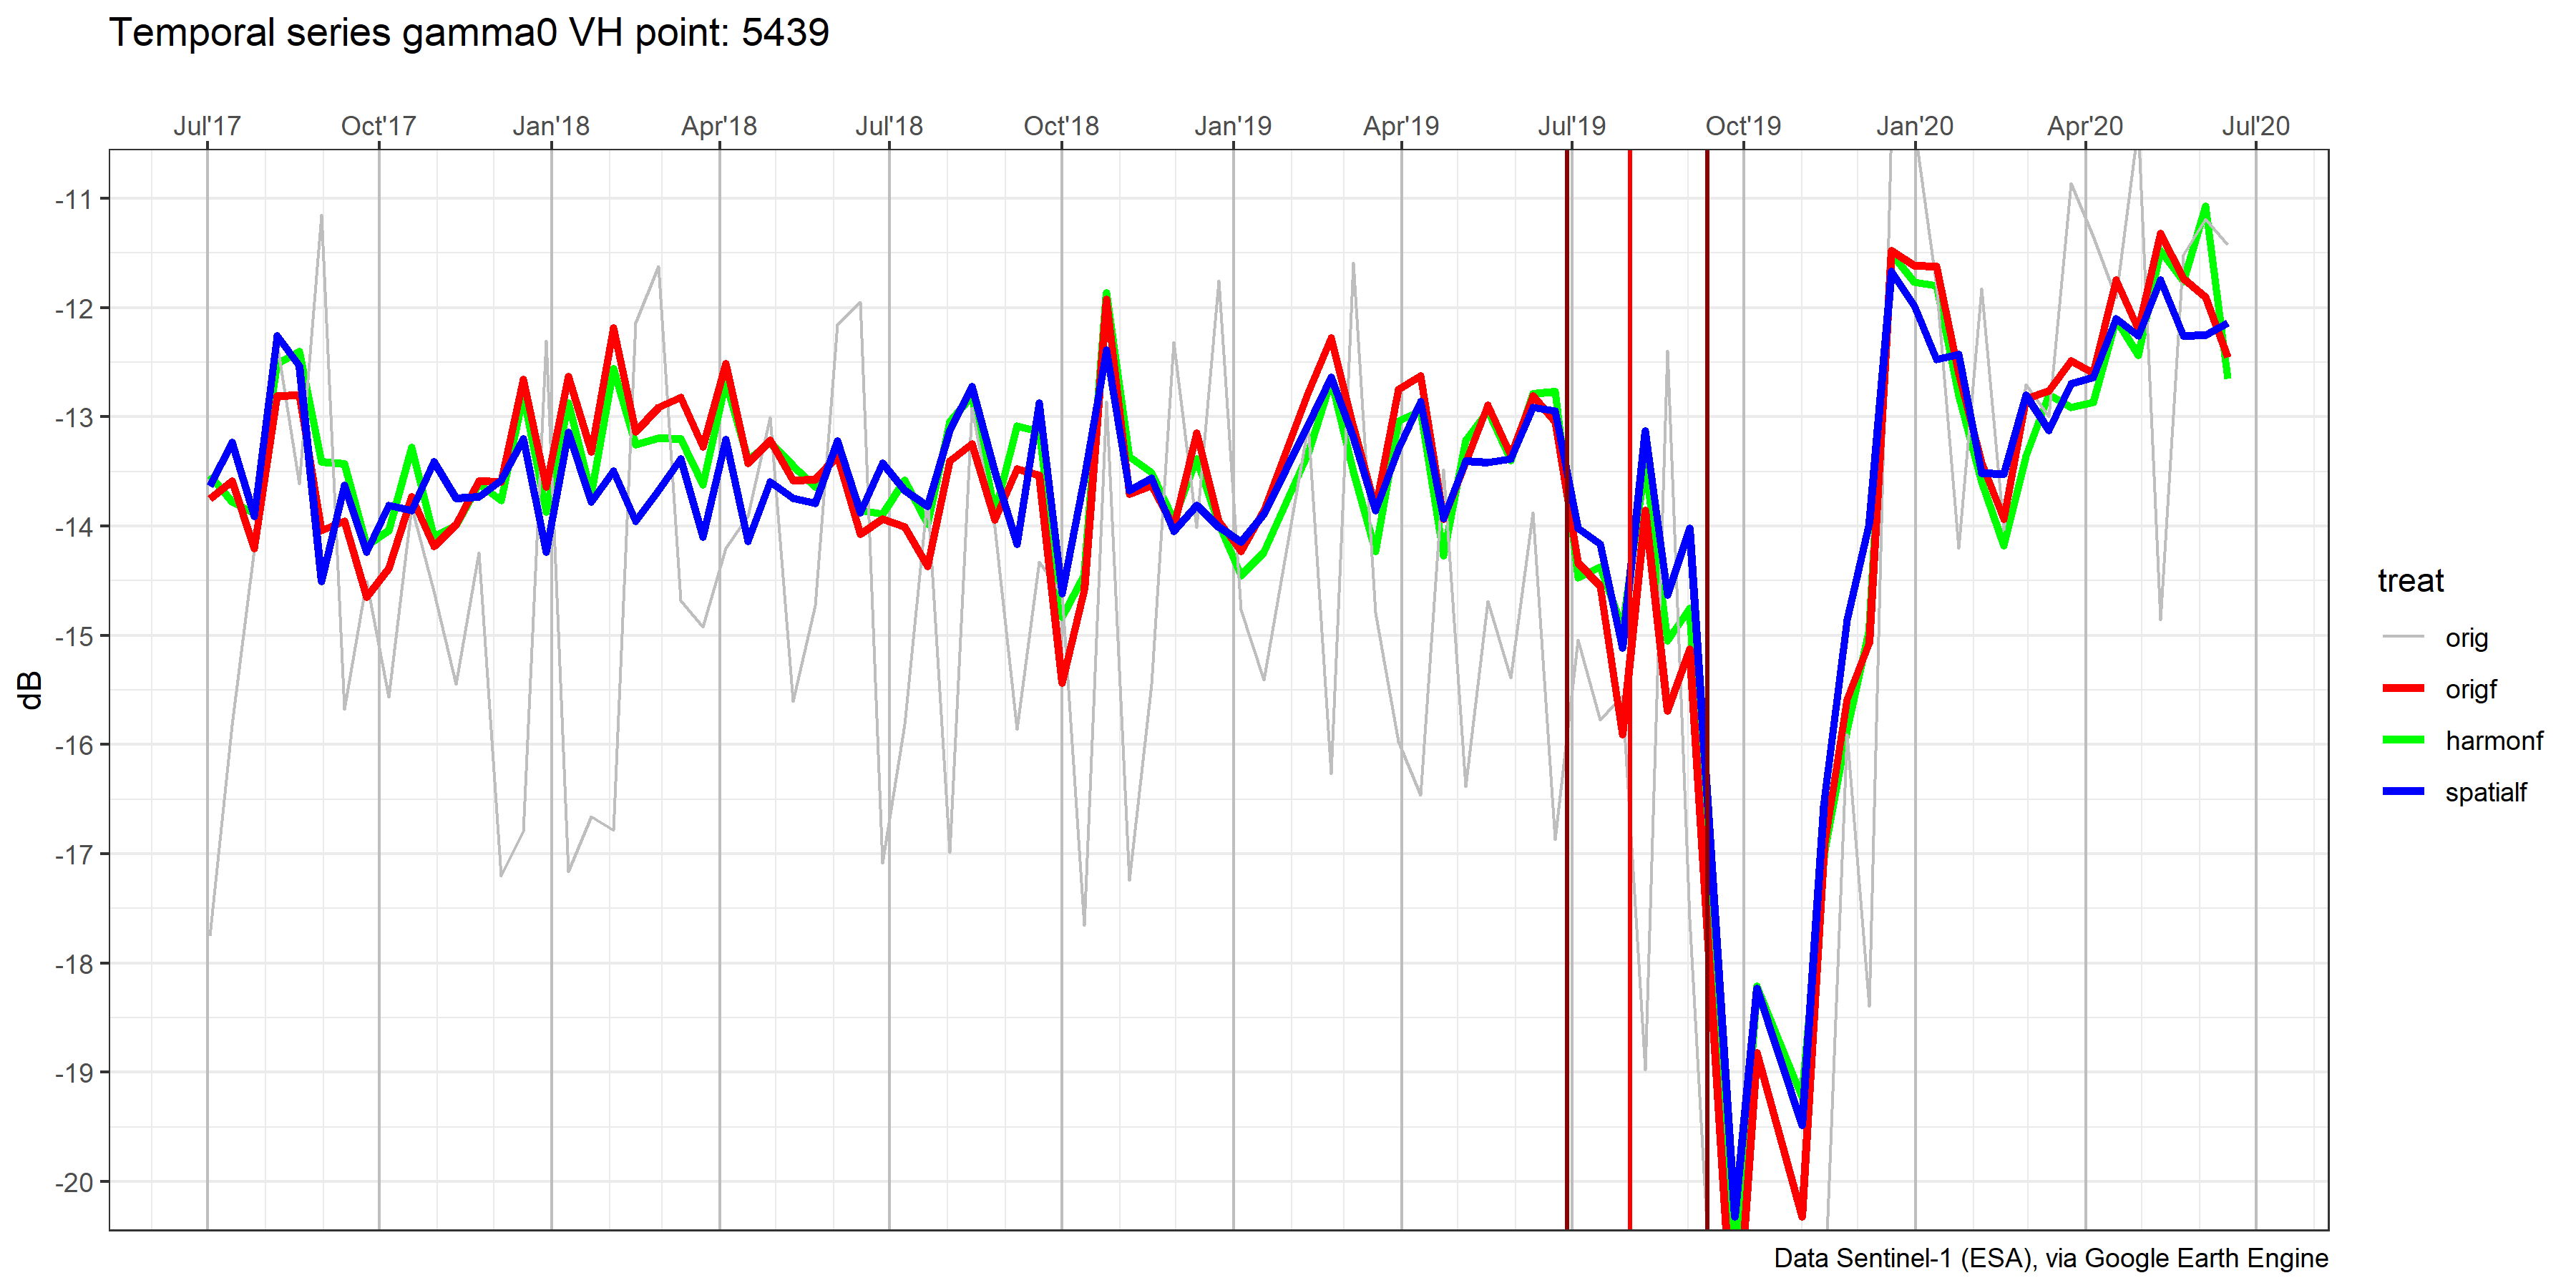 Temporal series gamma0 VH point: 5439
Jul'17 Oct'17 Jan'18 Apr'18 Jul'18 Oct'18 Jan'19 Apr'19 Jul'19 Oct'19 Jan'20 Apr'20 Jul'20
-11
-12
-13
-14
-15
-16
-17
-18
-19
-20
dB
treat
orig
origf
harmonf
spatialf
Data Sentinel-1 (ESA), via Google Earth Engine